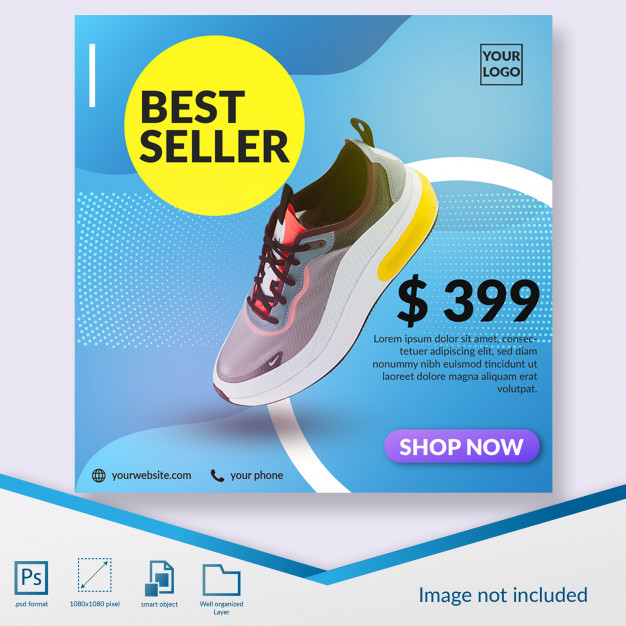 BEST
SELLER
YOUR
LOGO
$ 399
Lorem ipsum dolor sit amet, consec-
tetuer adipiscing elit, sed diam
nonummy nibh euismod tincidunt ut
laoreet dolore magna aliquam erat
volutpat.
SHOP NOW
yourwebsite.com
your phone
Ps
.psd format
1080x1080 pixel
smart object
Well organized
Layer
Image not included